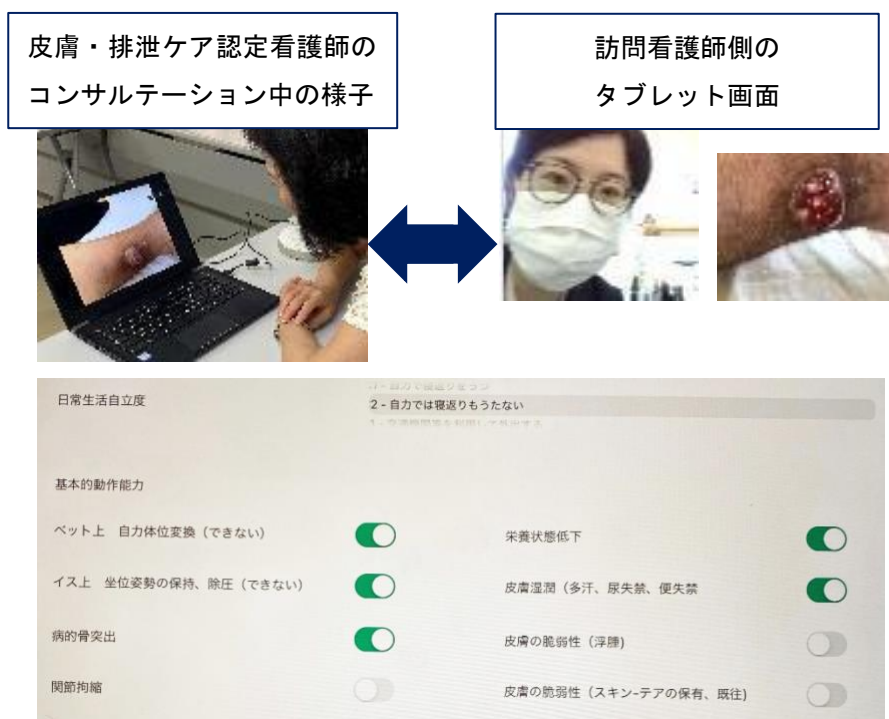 皮膚・排泄ケア認定看護師の
コンサルテーション中の様子
訪問看護師側の
タブレット画面
日常生活自立度
2 - 自力では寝返りもうたない
基本的動作能力
ベット上 自力体位変換（できない）
イス上 坐位姿勢の保持、除圧（できない）
病的骨突出
関節拘縮
栄養状態低下
皮膚湿潤（多汗、尿失禁、便失禁
皮膚の脆弱性（浮腫)
皮膚の脆弱性（スキン-テアの保有、既往)